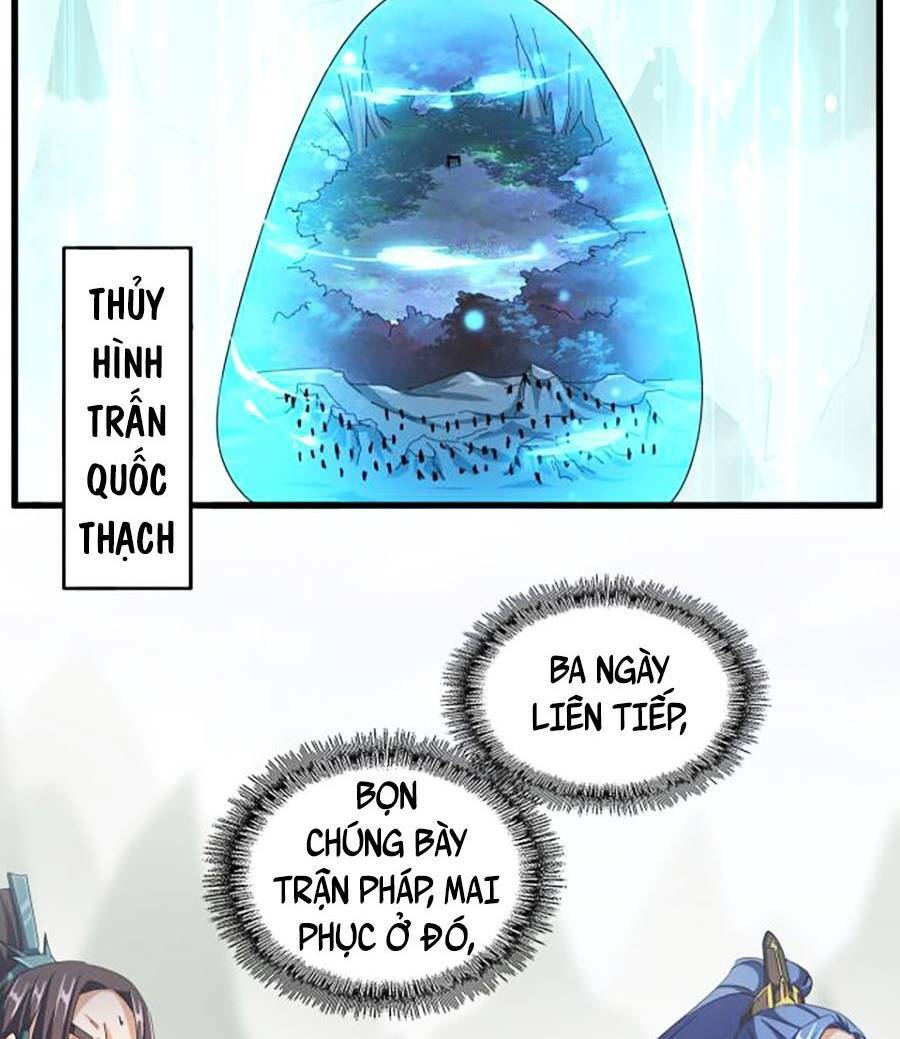 THỦY
HÌNH
TRẤN
QUỐC
THẠCH
BA NGÀY
LIÊN TIẾP,
BỌN
CHÚNG BÀY
TRẬN PHÁP, MAI
PHỤC Ở ĐÓ,